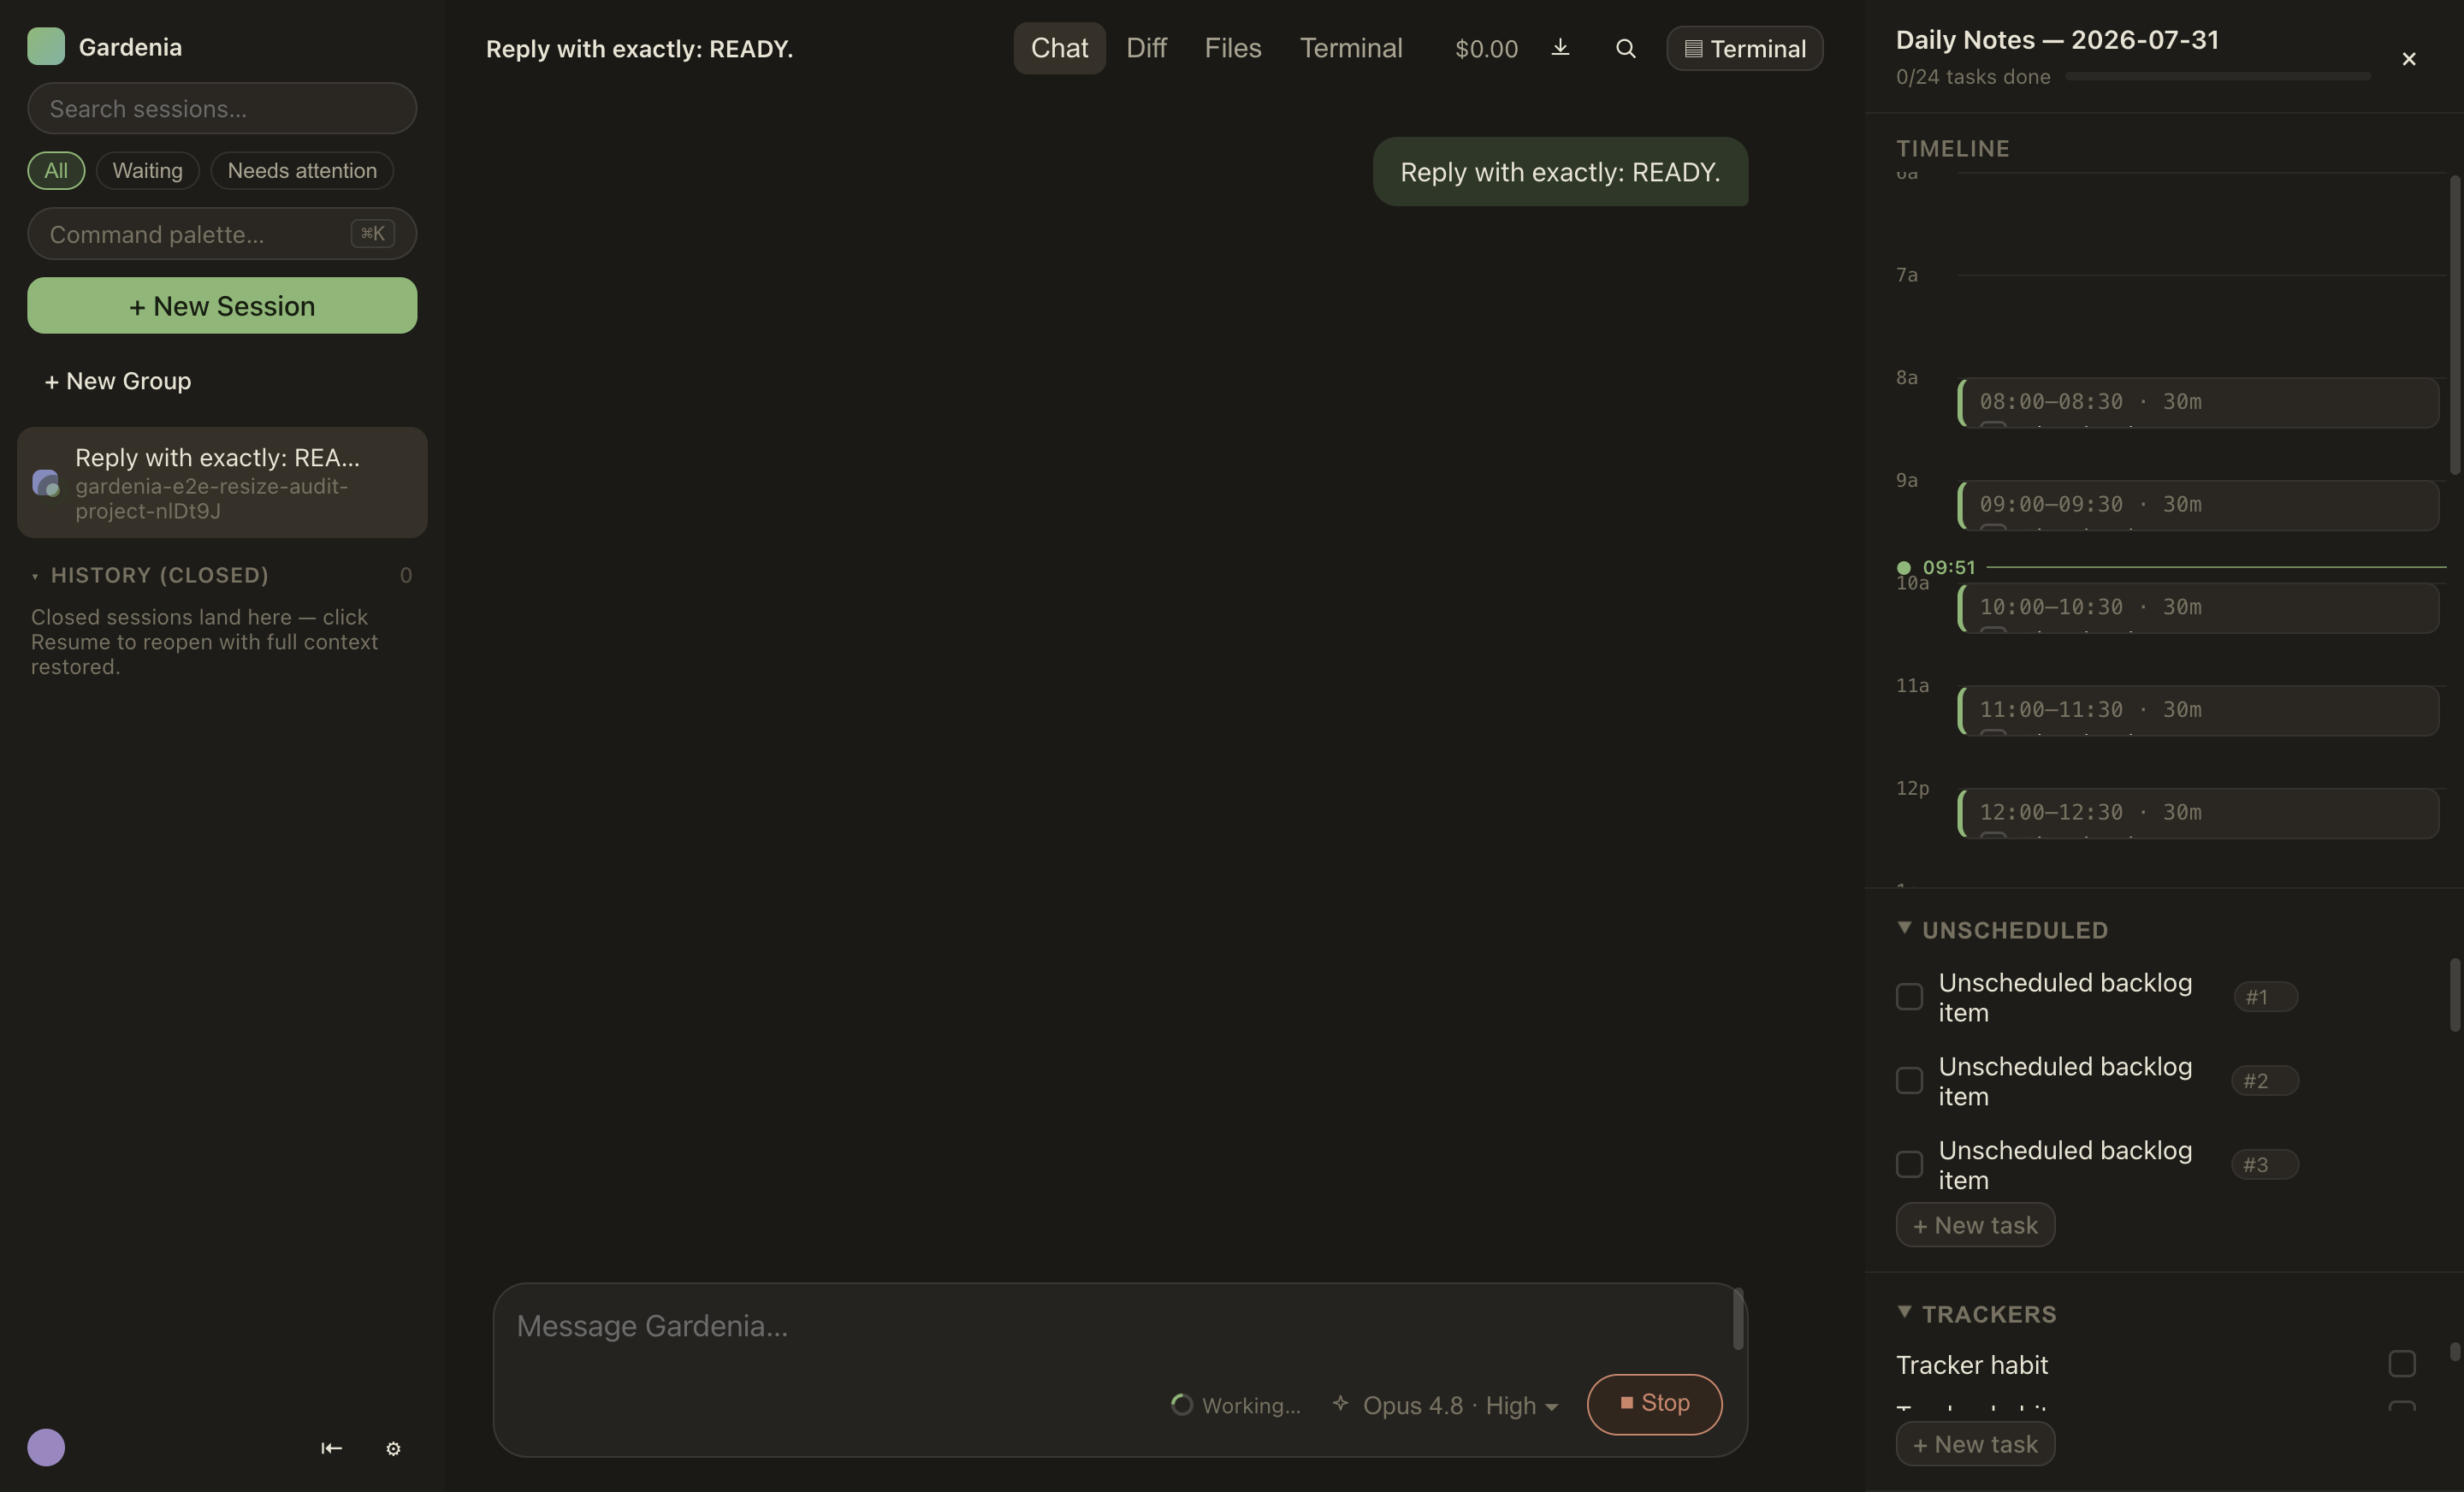 Gardenia
Search sessions...
All Waiting Needs attention
Command palette... ⌘K
+ New Session
+ New Group
Reply with exactly: REA...
gardenia-e2e-resize-audit-
project-nIDt9J
HISTORY (CLOSED) 0
Closed sessions land here — click
Resume to reopen with full context
restored.
Reply with exactly: READY.
Chat Diff Files Terminal $0.00 Terminal
Reply with exactly: READY.
Message Gardenia...
Working... Opus 4.8 · High
Stop
Daily Notes — 2026-07-31
0/24 tasks done
TIMELINE
6a
7a
8a
08:00–08:30 · 30m
9a
09:00–09:30 · 30m
09:51
10a
10:00–10:30 · 30m
11a
11:00–11:30 · 30m
12p
12:00–12:30 · 30m
UNSCHEDULED
Unscheduled backlog
item
#1
Unscheduled backlog
item
#2
Unscheduled backlog
item
#3
+ New task
TRACKERS
Tracker habit
+ New task